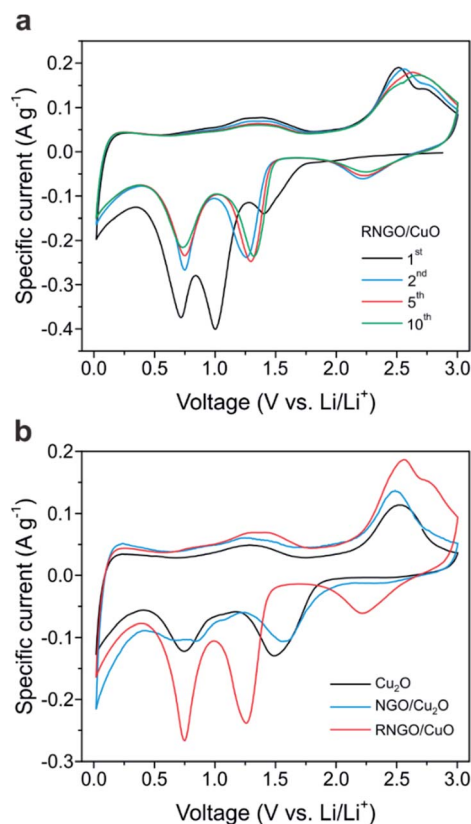 a
0.2
0.1
0.0
-0.1
-0.2
-0.3
-0.4
Specific current (A g⁻¹)
RNGO/CuO
1ˢᵗ
2ⁿᵈ
5ᵗʰ
10ᵗʰ
0.0 0.5 1.0 1.5 2.0 2.5 3.0
Voltage (V vs. Li/Li⁺)
b
0.2
0.1
0.0
-0.1
-0.2
-0.3
Specific current (A g⁻¹)
Cu₂O
NGO/Cu₂O
RNGO/CuO
0.0 0.5 1.0 1.5 2.0 2.5 3.0
Voltage (V vs. Li/Li⁺)